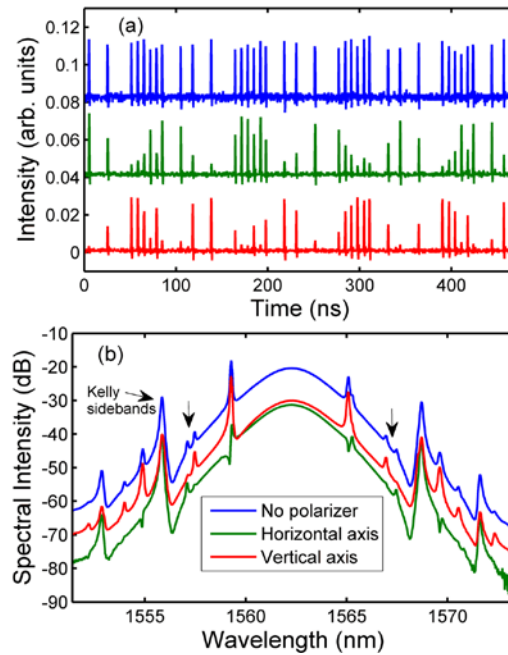 (a)
0.12
0.1
0.08
0.06
0.04
0.02
0
Intensity (arb. units)
0 100 200 300 400
Time (ns)
(b)
-10
-20
-30
-40
-50
-60
-70
-80
-90
Spectral Intensity (dB)
Kelly
sidebands
No polarizer
Horizontal axis
Vertical axis
1555 1560 1565 1570
Wavelength (nm)